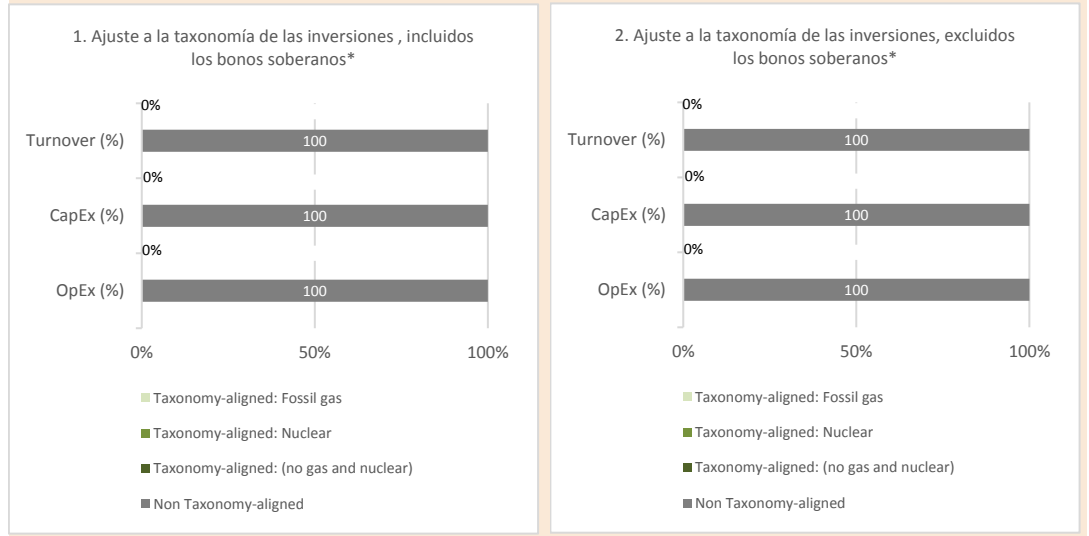 1. Ajuste a la taxonomía de las inversiones , incluidos
los bonos soberanos*
0%
Turnover (%)
100
0%
CapEx (%)
100
0%
OpEx (%)
100
0%
50%
100%
Taxonomy-aligned: Fossil gas
Taxonomy-aligned: Nuclear
Taxonomy-aligned: (no gas and nuclear)
Non Taxonomy-aligned
2. Ajuste a la taxonomía de las inversiones, excluidos
los bonos soberanos*
0%
Turnover (%)
100
0%
CapEx (%)
100
0%
OpEx (%)
100
0%
50%
100%
Taxonomy-aligned: Fossil gas
Taxonomy-aligned: Nuclear
Taxonomy-aligned: (no gas and nuclear)
Non Taxonomy-aligned